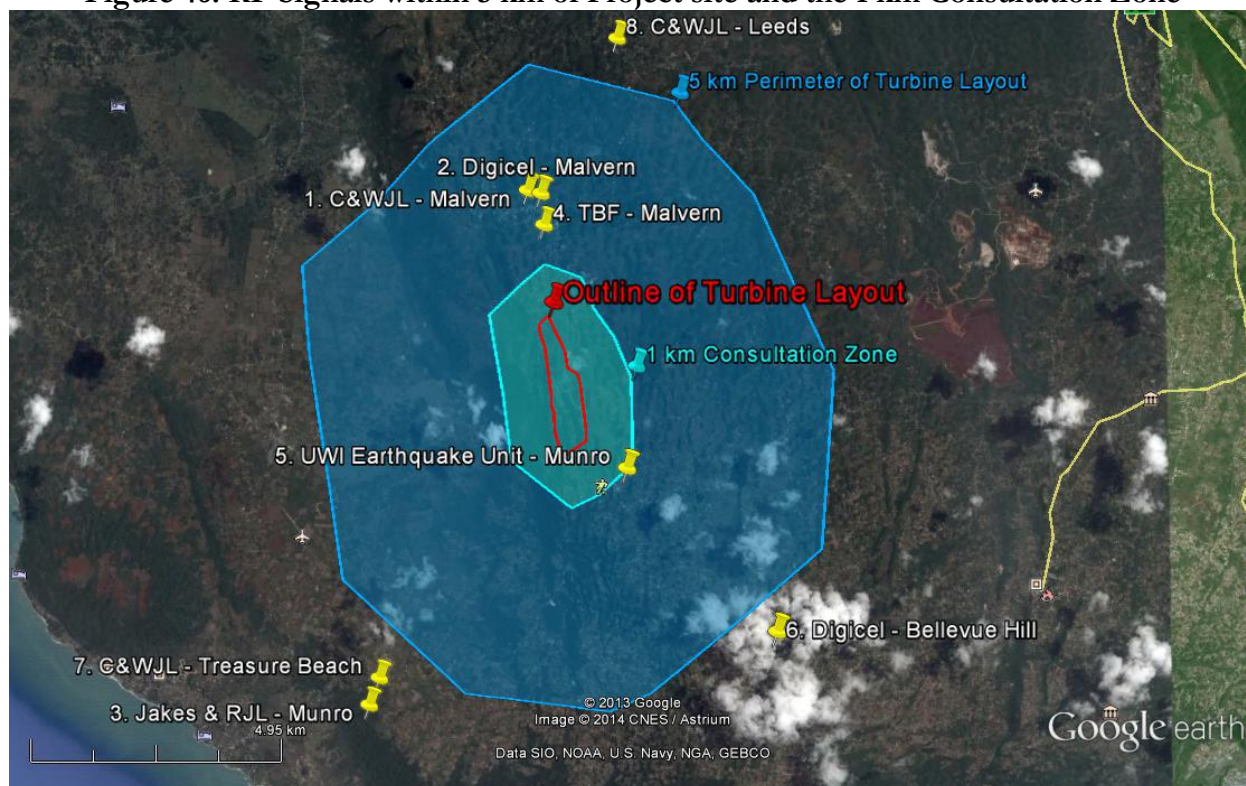 8. C&WJL - Leeds
5 km Perimeter of Turbine Layout
2. Digicel - Malvern
1. C&WJL - Malvern
4. TBF - Malvern
Outline of Turbine Layout
1 km Consultation Zone
5. UWI Earthquake Unit - Munro
6. Digicel - Bellevue Hill
7. C&WJL - Treasure Beach
3. Jakes & RJL - Munro
4.95 km
© 2013 Google
Image © 2014 CNES / Astrium
Data SIO, NOAA, U.S. Navy, NGA, GEBCO
Google earth